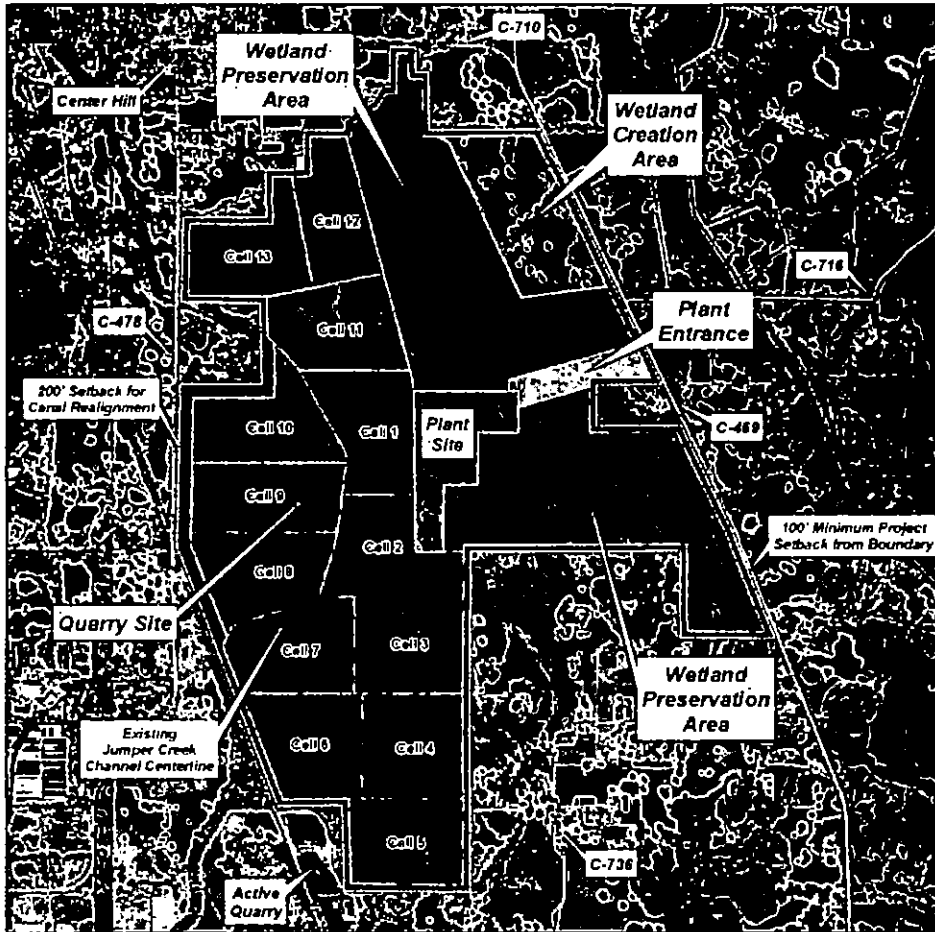 C-710
Wetland
Preservation
Area
Center Hill
Wetland
Creation
Area
Cell 12
Cell 13
C-716
C-478
Cell 11
Plant
Entrance
200' Setback for
Canal Realignment
Cell 10
Cell 1
Plant
Site
C-469
Cell 9
Cell 2
100' Minimum Project
Setback from Boundary
Cell 8
Quarry Site
Cell 7
Cell 3
Wetland
Preservation
Area
Existing
Jumper Creek
Channel Centerline
Cell 6
Cell 4
Cell 5
C-736
Active
Quarry